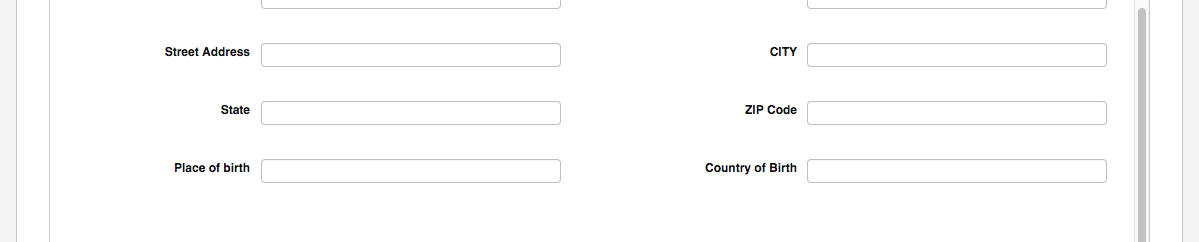 Street Address CITY
State ZIP Code
Place of birth Country of Birth